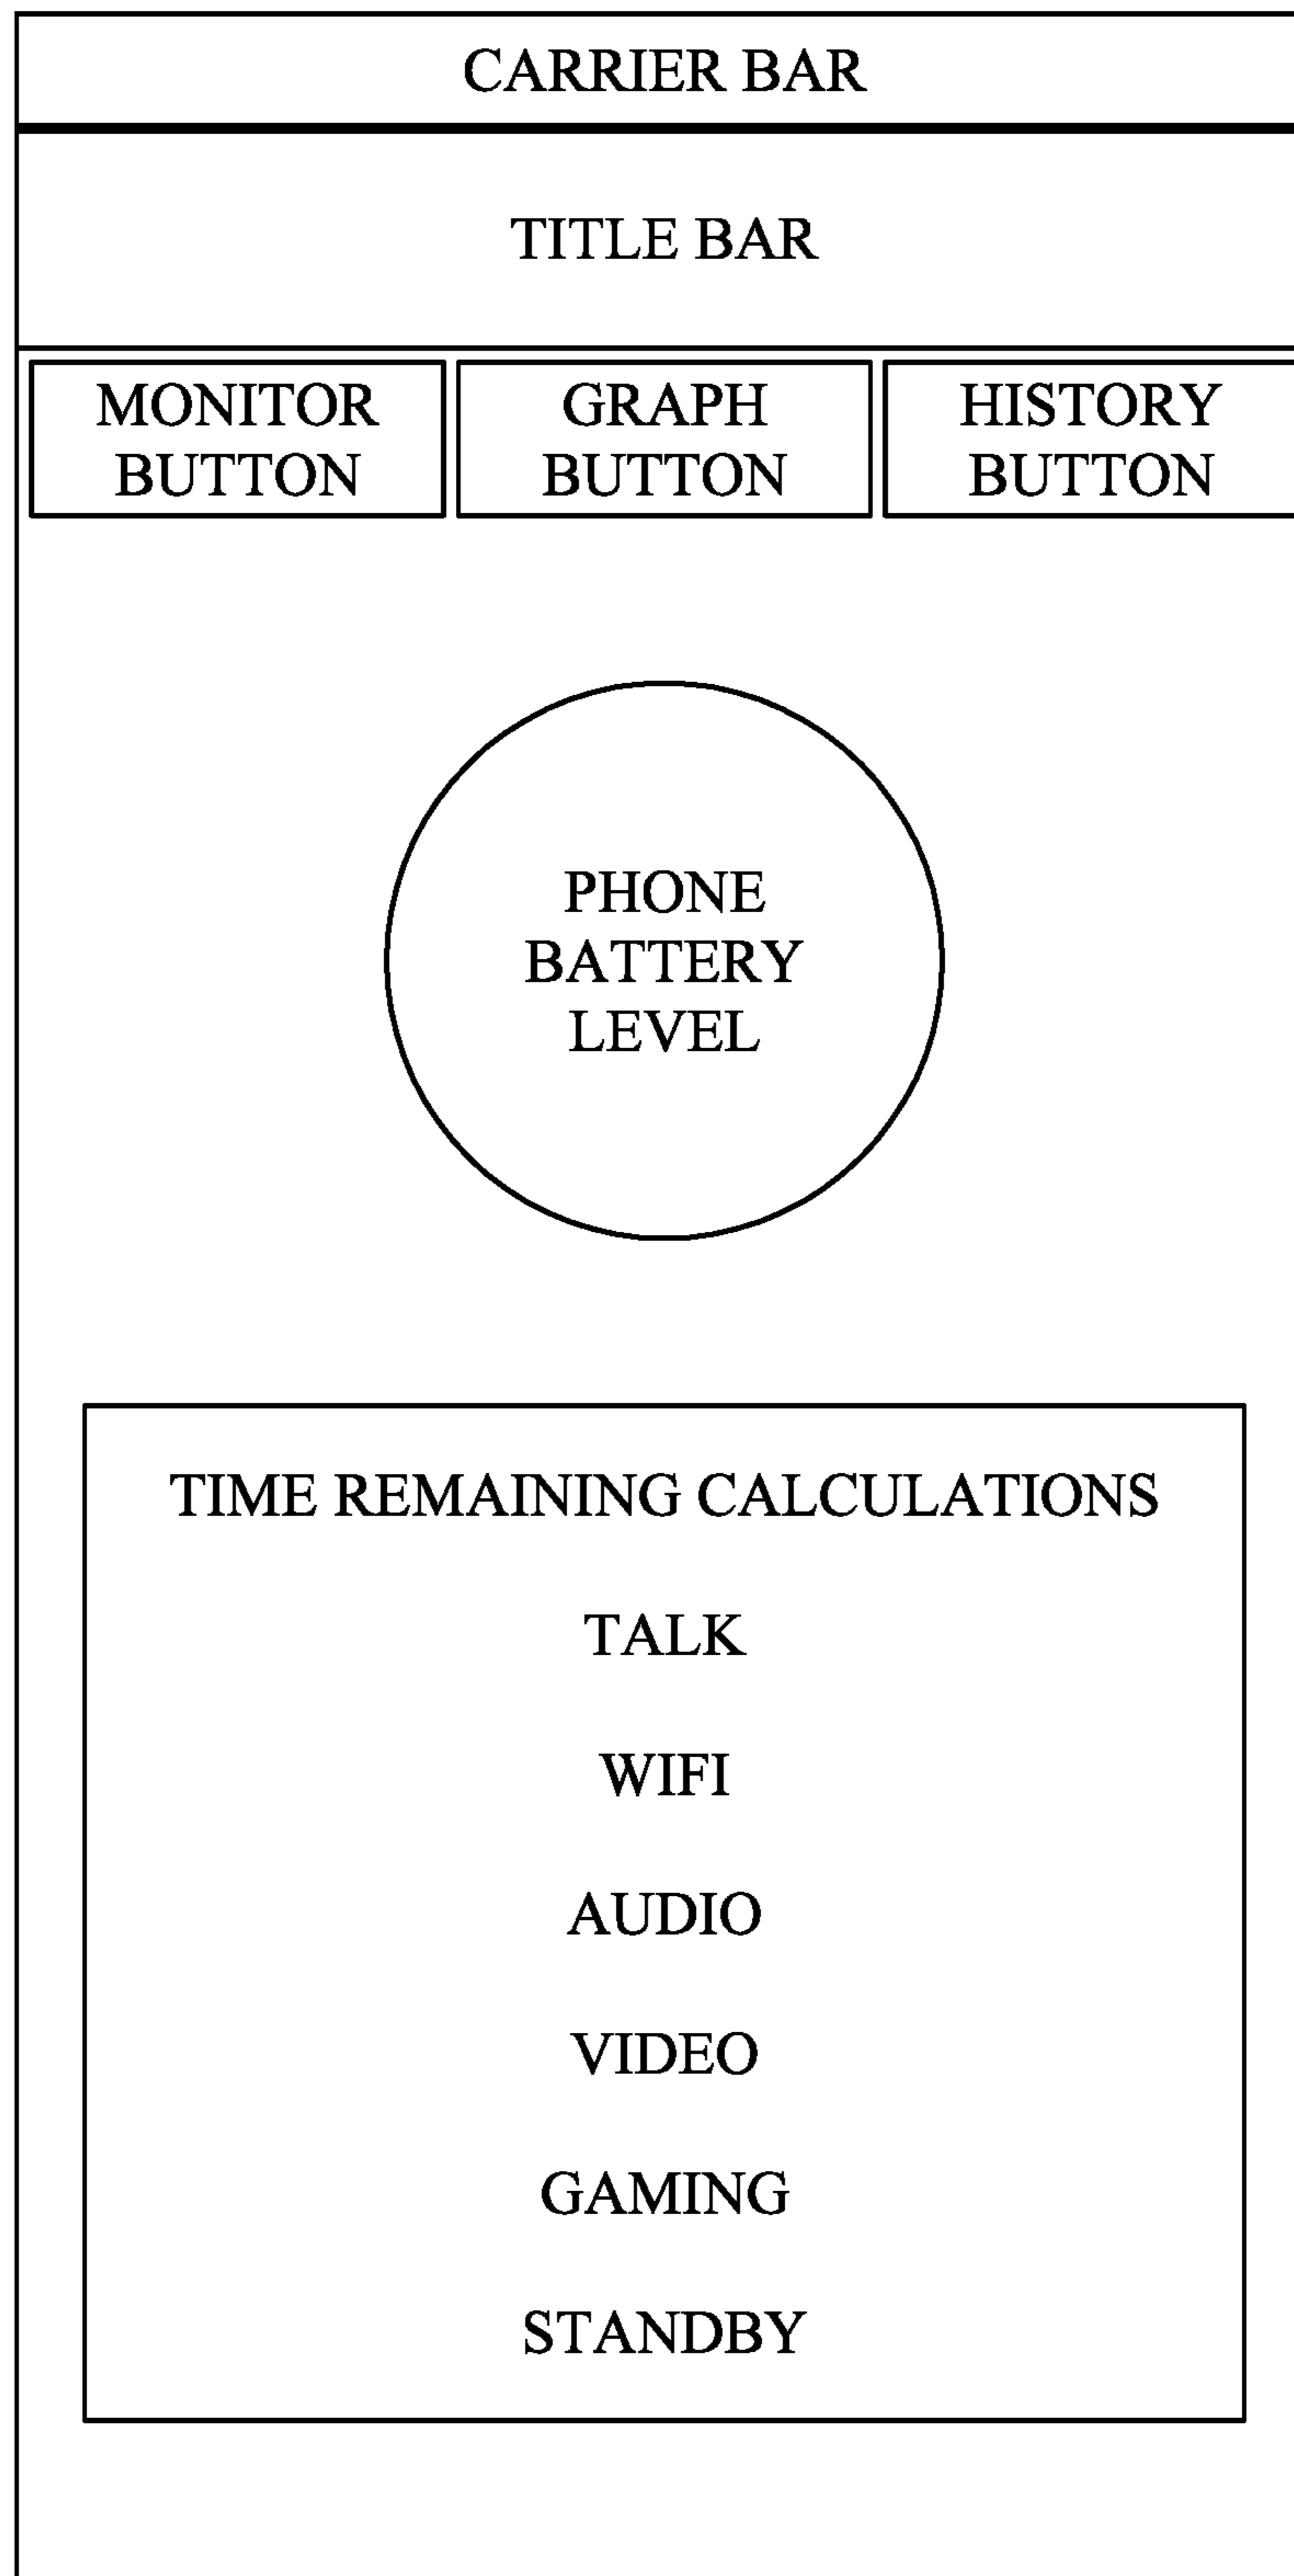 CARRIER BAR
TITLE BAR
MONITOR
BUTTON
GRAPH
BUTTON
HISTORY
BUTTON
PHONE
BATTERY
LEVEL
TIME REMAINING CALCULATIONS
TALK
WIFI
AUDIO
VIDEO
GAMING
STANDBY